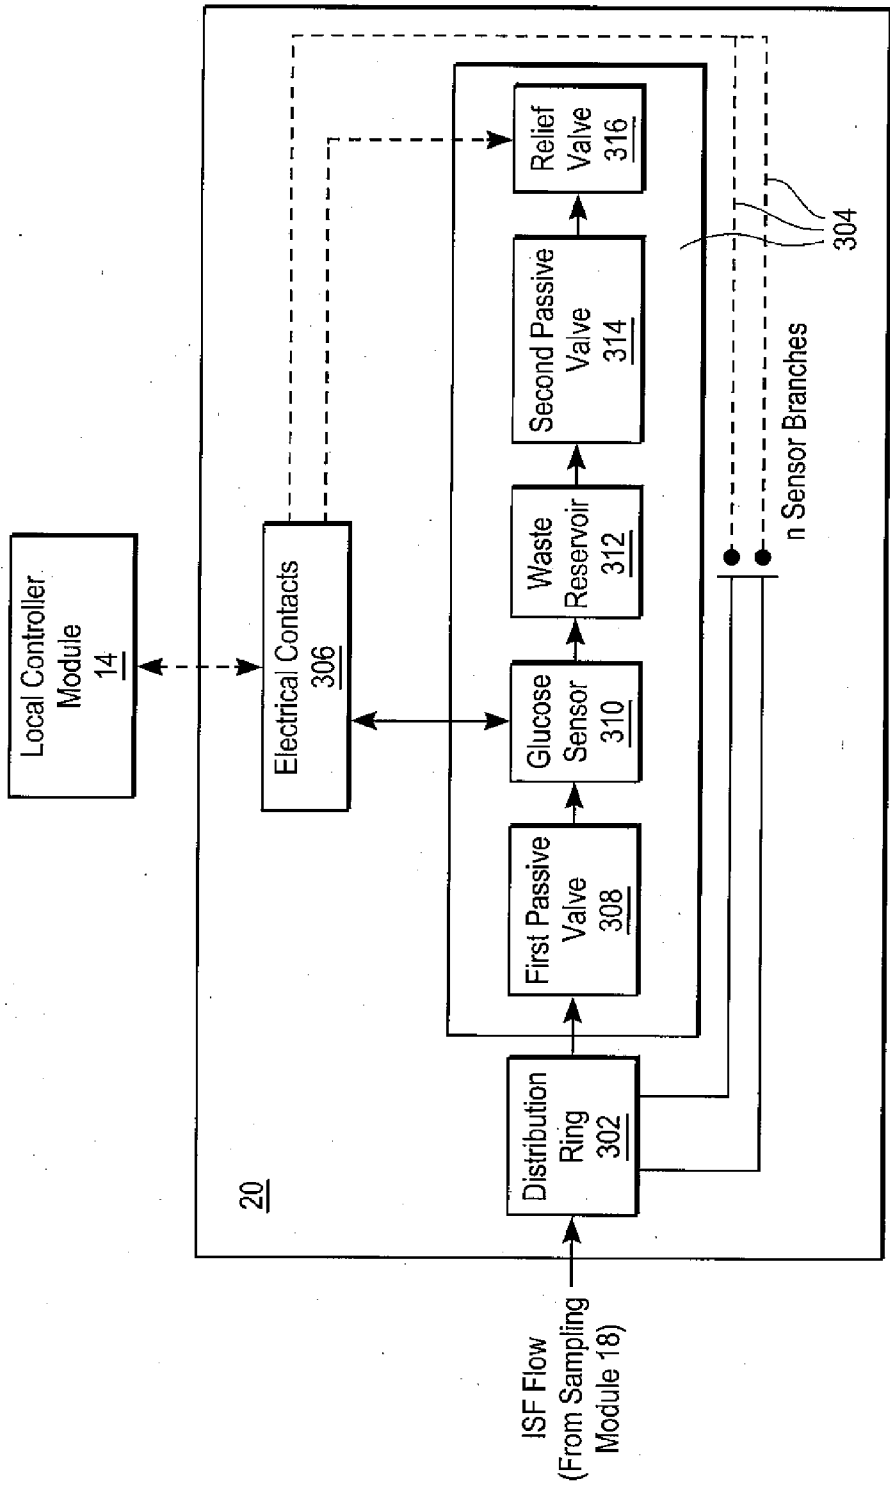 Local Controller
Module
14
20
Electrical Contacts
306
ISF Flow
(From Sampling
Module 18)
Distribution
Ring
302
First Passive
Valve
308
Glucose
Sensor
310
Waste
Reservoir
312
Second Passive
Valve
314
Relief
Valve
316
n Sensor Branches
304